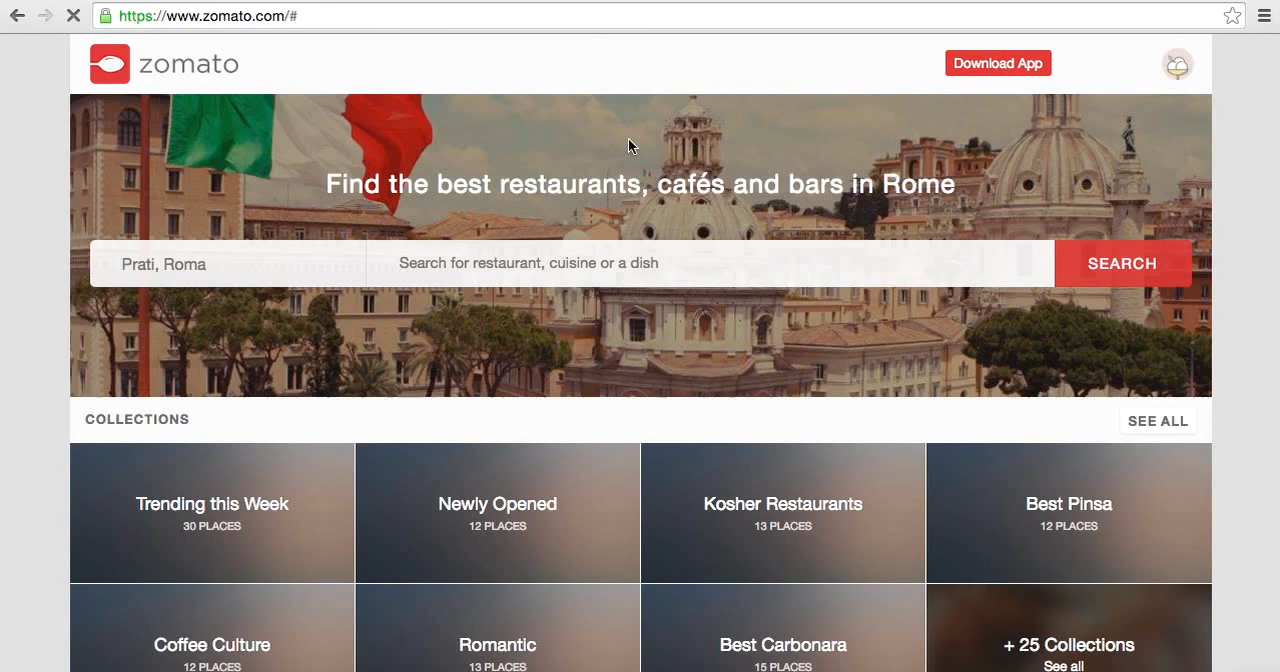 https://www.zomato.com/#
zomato
Download App
Find the best restaurants, cafés and bars in Rome
Prati, Roma
Search for restaurant, cuisine or a dish
SEARCH
COLLECTIONS
SEE ALL
Trending this Week
30 PLACES
Newly Opened
12 PLACES
Kosher Restaurants
13 PLACES
Best Pinsa
12 PLACES
Coffee Culture
12 PLACES
Romantic
13 PLACES
Best Carbonara
15 PLACES
+ 25 Collections
See all